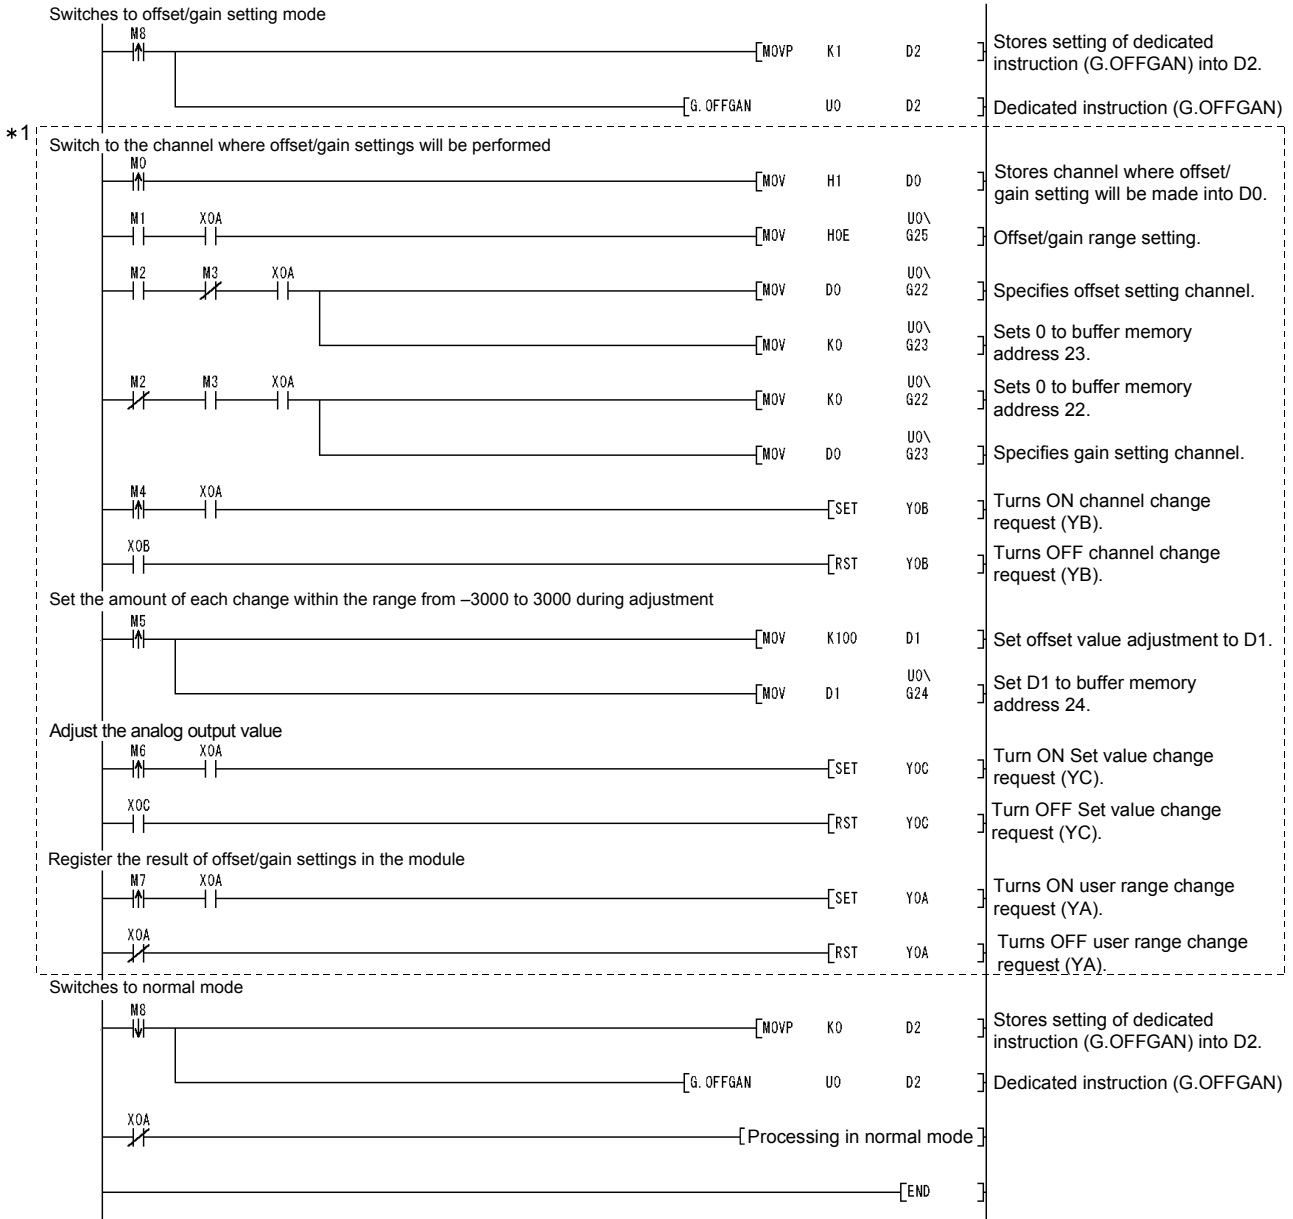 Switches to offset/gain setting mode
M8
MOVP K1 D2
Stores setting of dedicated
instruction (G.OFFGAN) into D2.
G.OFFGAN U0 D2
Dedicated instruction (G.OFFGAN)
*1
Switch to the channel where offset/gain settings will be performed
M0
MOV H1 D0
Stores channel where offset/
gain setting will be made into D0.
M1 X0A
MOV H0E U0\
G25
Offset/gain range setting.
M2 M3 X0A
MOV D0 U0\
G22
Specifies offset setting channel.
MOV K0 U0\
G23
Sets 0 to buffer memory
address 23.
M2 M3 X0A
MOV K0 U0\
G22
Sets 0 to buffer memory
address 22.
MOV D0 U0\
G23
Specifies gain setting channel.
M4 X0A
SET Y0B
Turns ON channel change
request (YB).
X0B
RST Y0B
Turns OFF channel change
request (YB).
Set the amount of each change within the range from –3000 to 3000 during adjustment
M5
MOV K100 D1
Set offset value adjustment to D1.
MOV D1 U0\
G24
Set D1 to buffer memory
address 24.
Adjust the analog output value
M6 X0A
SET Y0C
Turn ON Set value change
request (YC).
X0C
RST Y0C
Turn OFF Set value change
request (YC).
Register the result of offset/gain settings in the module
M7 X0A
SET Y0A
Turns ON user range change
request (YA).
X0A
RST Y0A
Turns OFF user range change
request (YA).
Switches to normal mode
M8
MOVP K0 D2
Stores setting of dedicated
instruction (G.OFFGAN) into D2.
G.OFFGAN U0 D2
Dedicated instruction (G.OFFGAN)
X0A
Processing in normal mode
END